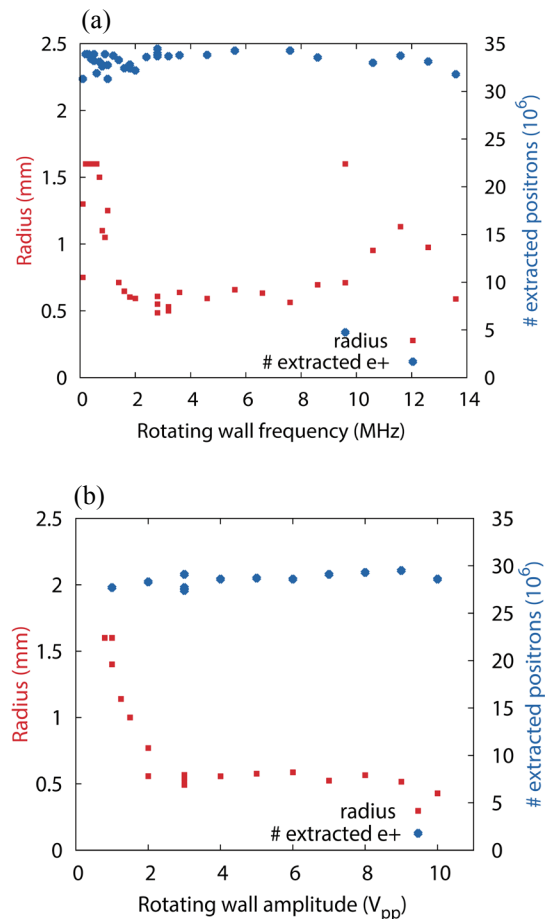 (a)
2.5
2
1.5
1
0.5
0
35
30
25
20
15
10
5
0
Radius (mm)
# extracted positrons (10⁶)
radius
# extracted e+
0 2 4 6 8 10 12 14
Rotating wall frequency (MHz)
(b)
2.5
2
1.5
1
0.5
0
35
30
25
20
15
10
5
0
Radius (mm)
# extracted positrons (10⁶)
radius
# extracted e+
0 2 4 6 8 10
Rotating wall amplitude (Vpp)